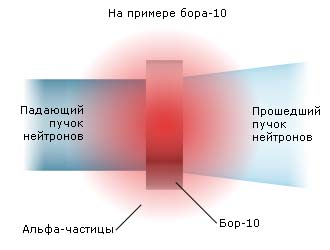 На примере бора-10
Падающий
пучок
нейтронов
Прошедший
пучок
нейтронов
Альфа-частицы
Бор-10